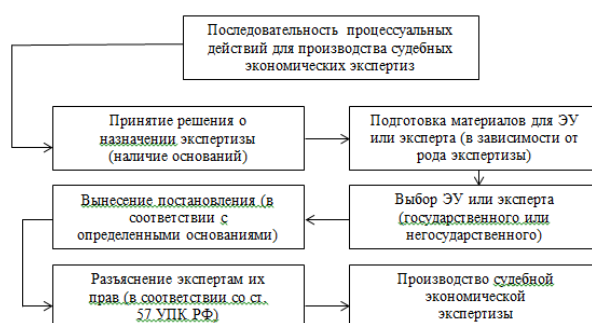 Последовательность процессуальных
действий для производства судебных
экономических экспертиз
Принятие решения о
назначении экспертизы
(наличие оснований)
Подготовка материалов для ЭУ
или эксперта (в зависимости от
рода экспертизы)
Выбор ЭУ или эксперта
(государственного или
негосударственного)
Вынесение постановления (в
соответствии с
определенными основаниями)
Разъяснение экспертам их
прав (в соответствии со ст.
57 УПК РФ)
Производство судебной
экономической
экспертизы